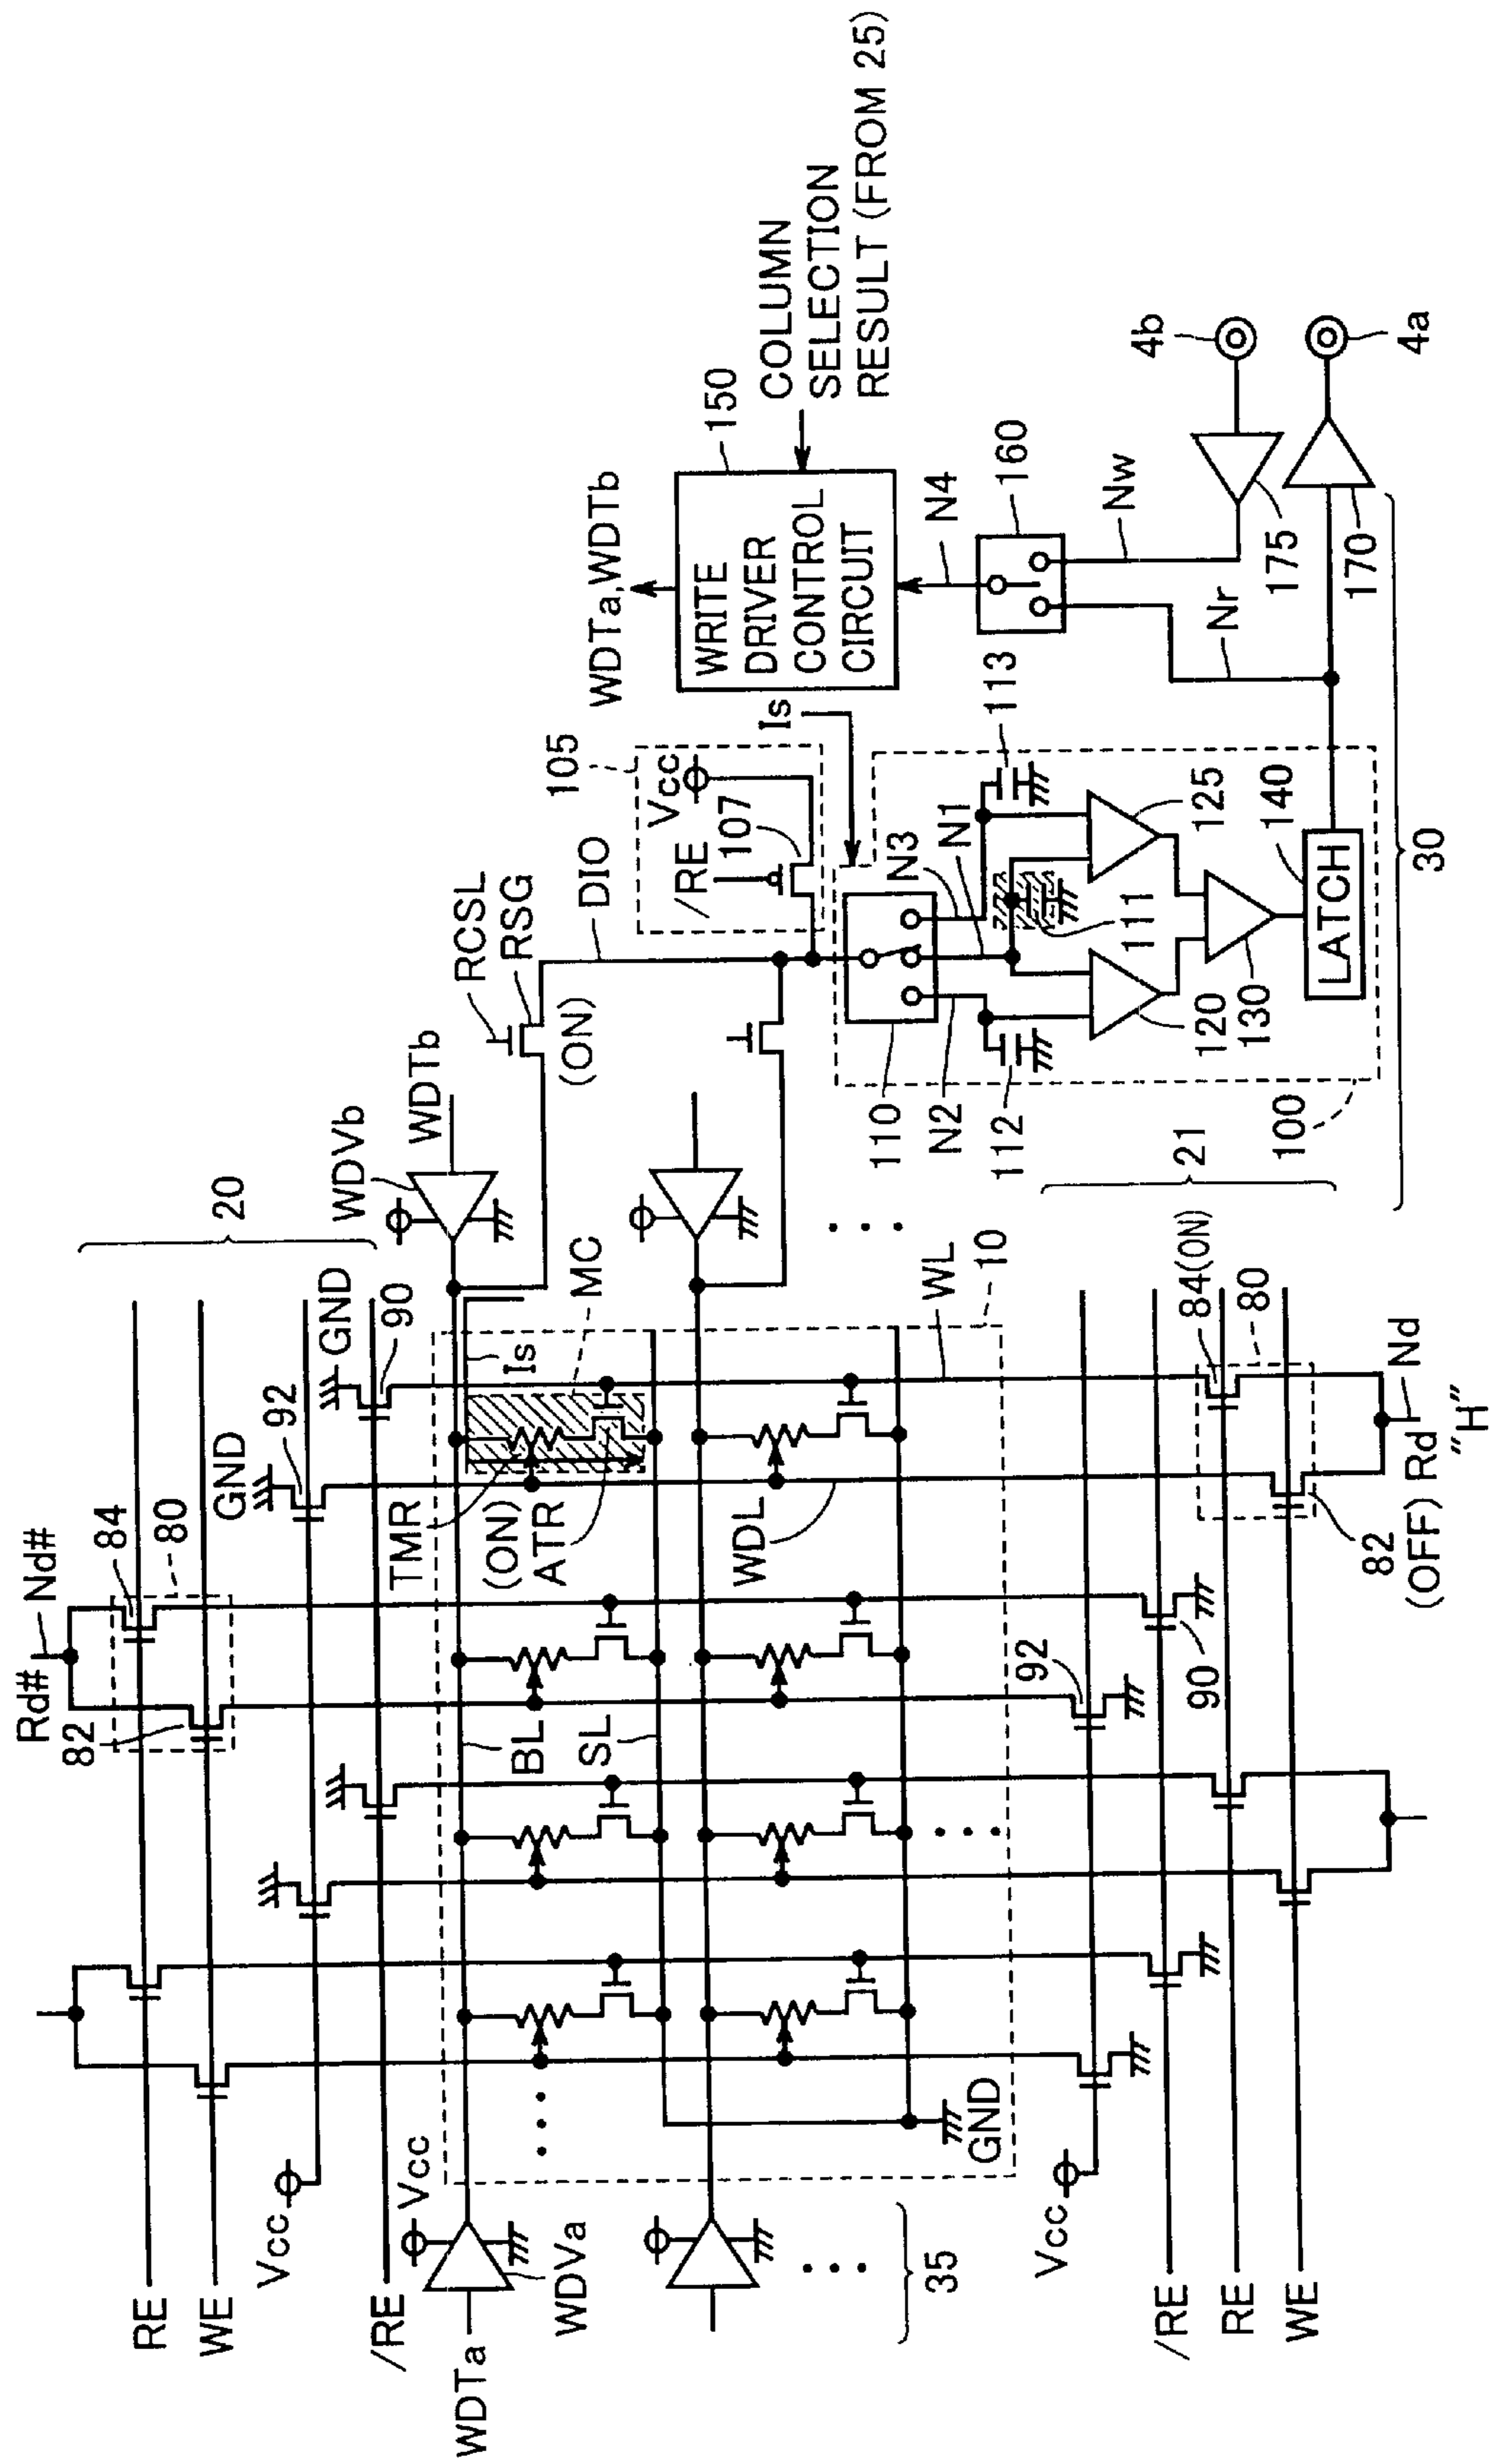 RE
WE
Vcc
/RE
WDTa
WDVa
Vcc
35
Vcc
/RE
RE
WE
Rd#
Nd#
82
84
80
BL
SL
GND
92
90
92
GND
GND
90
20
TMR
(ON)
ATR
WDL
Is
MC
10
WL
84(ON)
80
82
(OFF)
Rd
Nd
"H"
WDVb
WDTb
RCSL
RSG
(ON)
DIO
105
Vcc
/RE
107
Is
110
N2
112
N3
N1
111
113
120
125
130
140
LATCH
100
21
30
WDTa,WDTb
WRITE
DRIVER
CONTROL
CIRCUIT
150
COLUMN
SELECTION
RESULT (FROM 25)
N4
160
Nw
Nr
175
170
4b
4a